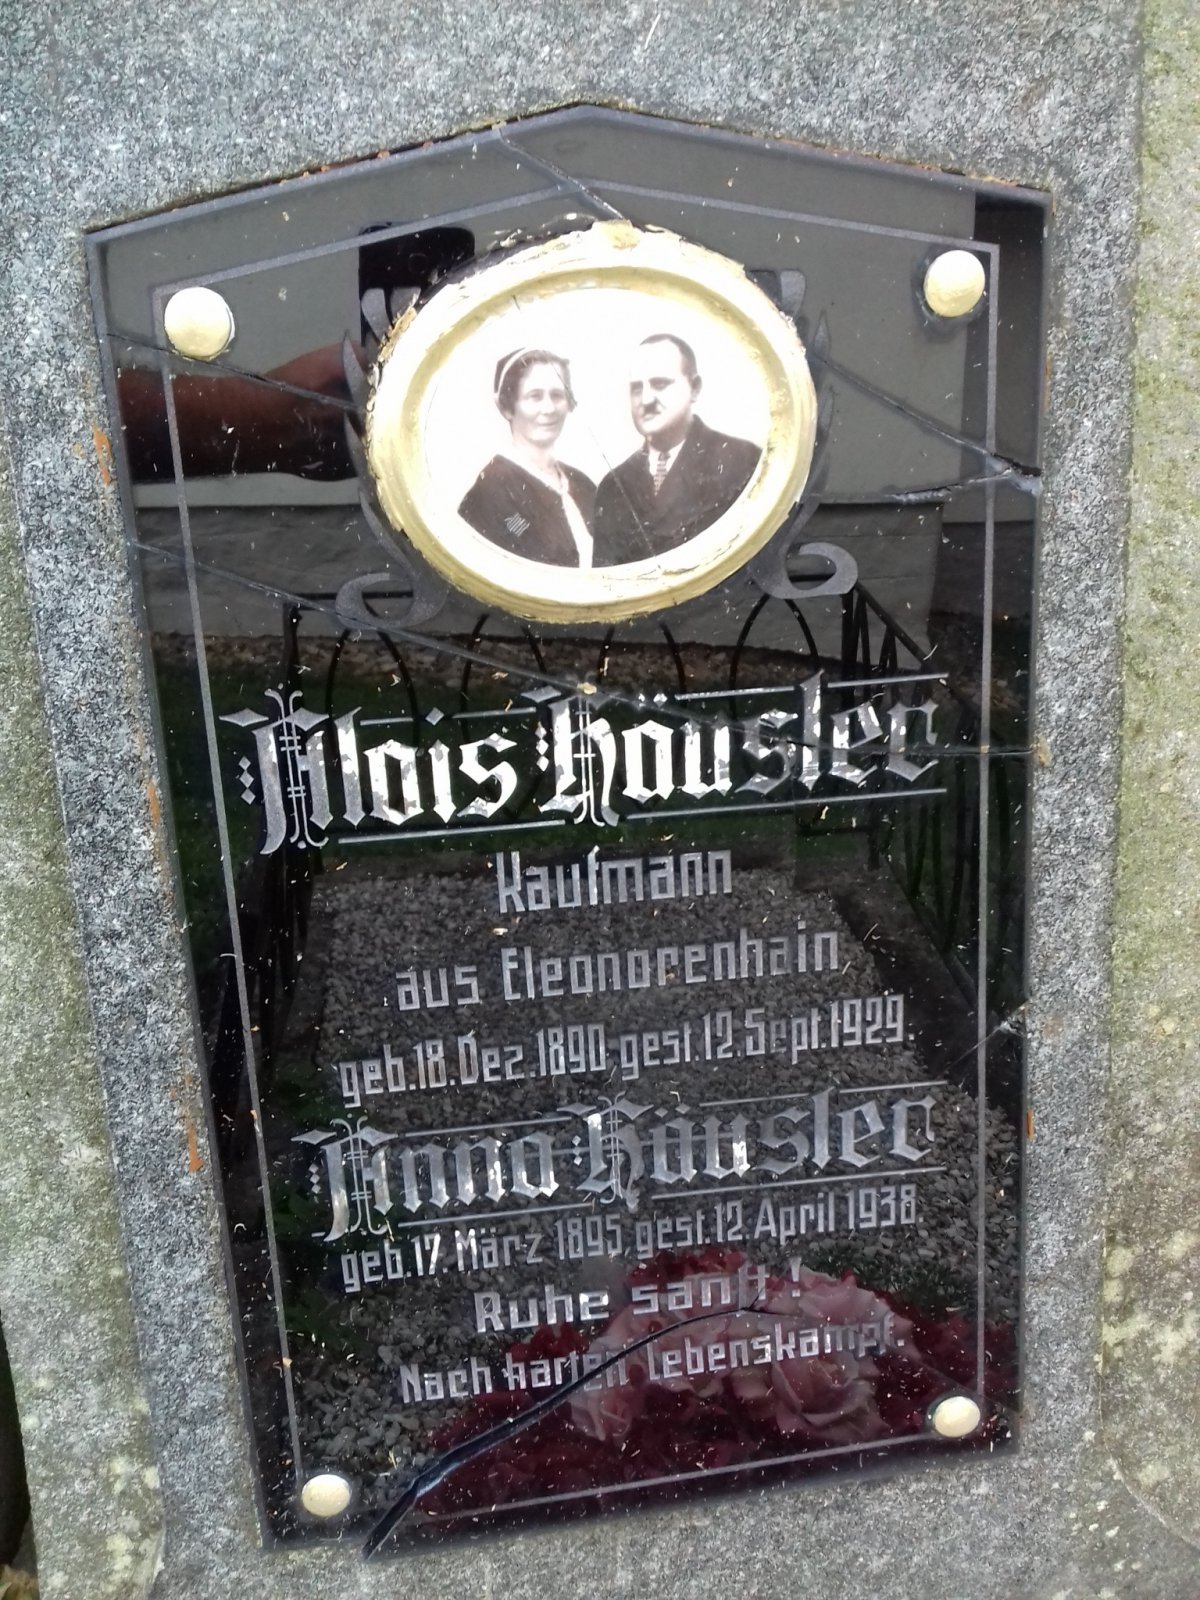 Alois Häusler
Kaufmann
aus Eleonorenhain
geb. 18. Dez. 1890 gest. 12. Sept. 1929.
Anna Häusler
geb. 17. März 1895 gest. 12. April 1938.
Ruhe sanft!
Nach harten Lebenskampf.